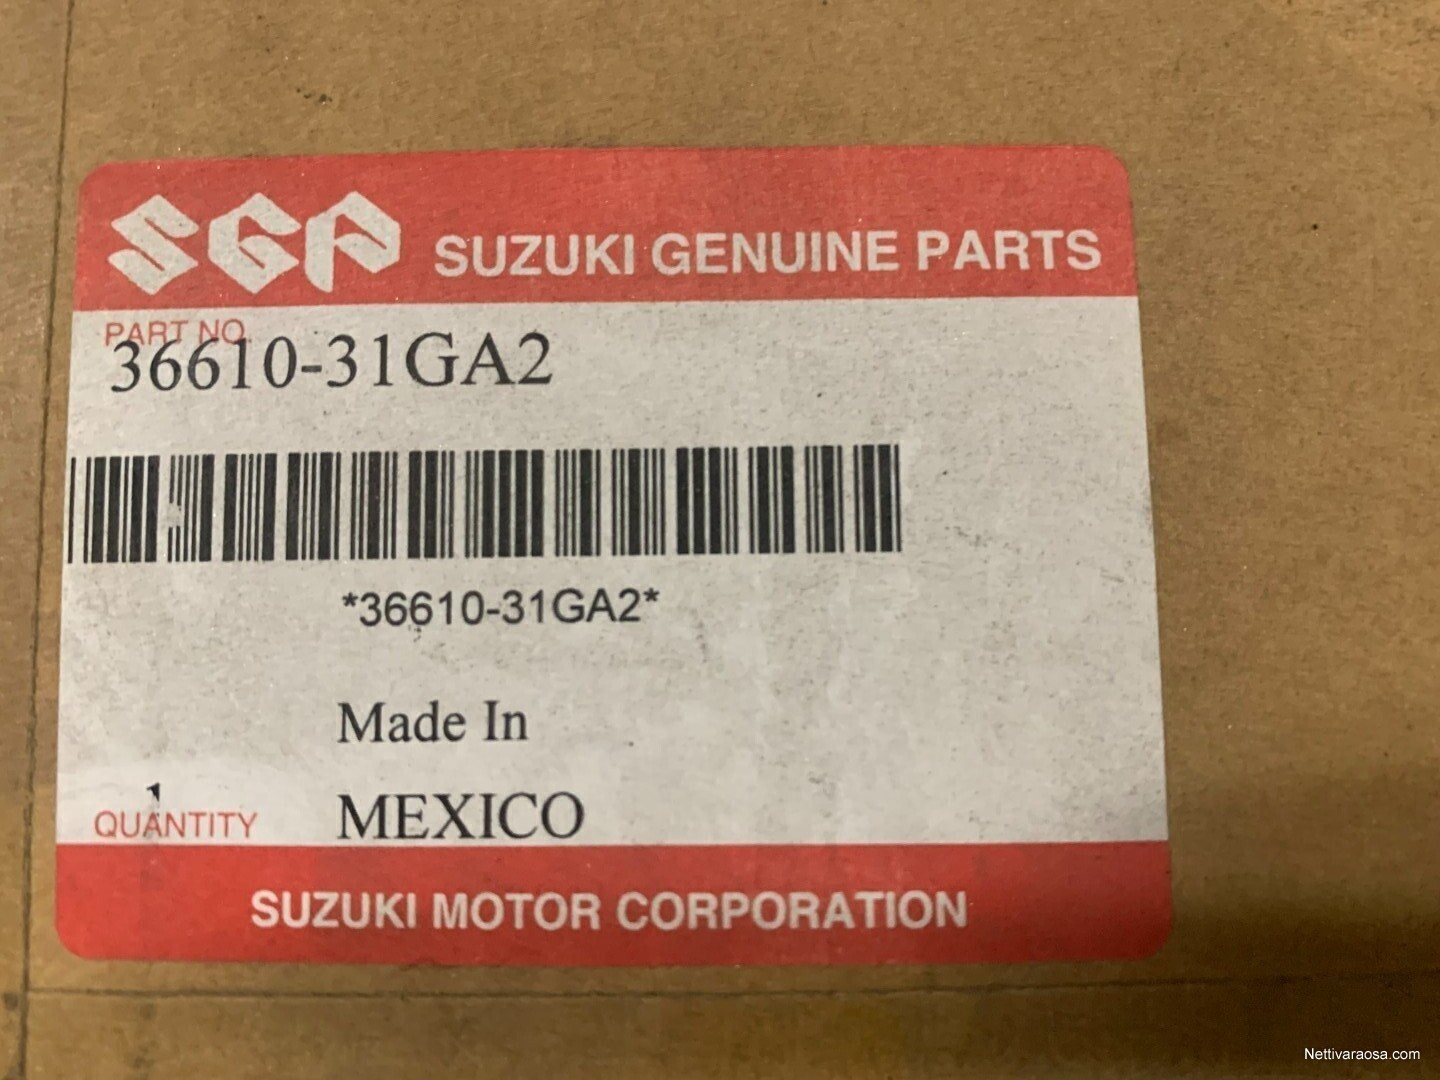 SGP SUZUKI GENUINE PARTS
PART NO.
36610-31GA2
*36610-31GA2*
Made In
1
QUANTITY MEXICO
SUZUKI MOTOR CORPORATION
Nettivaraosa.com